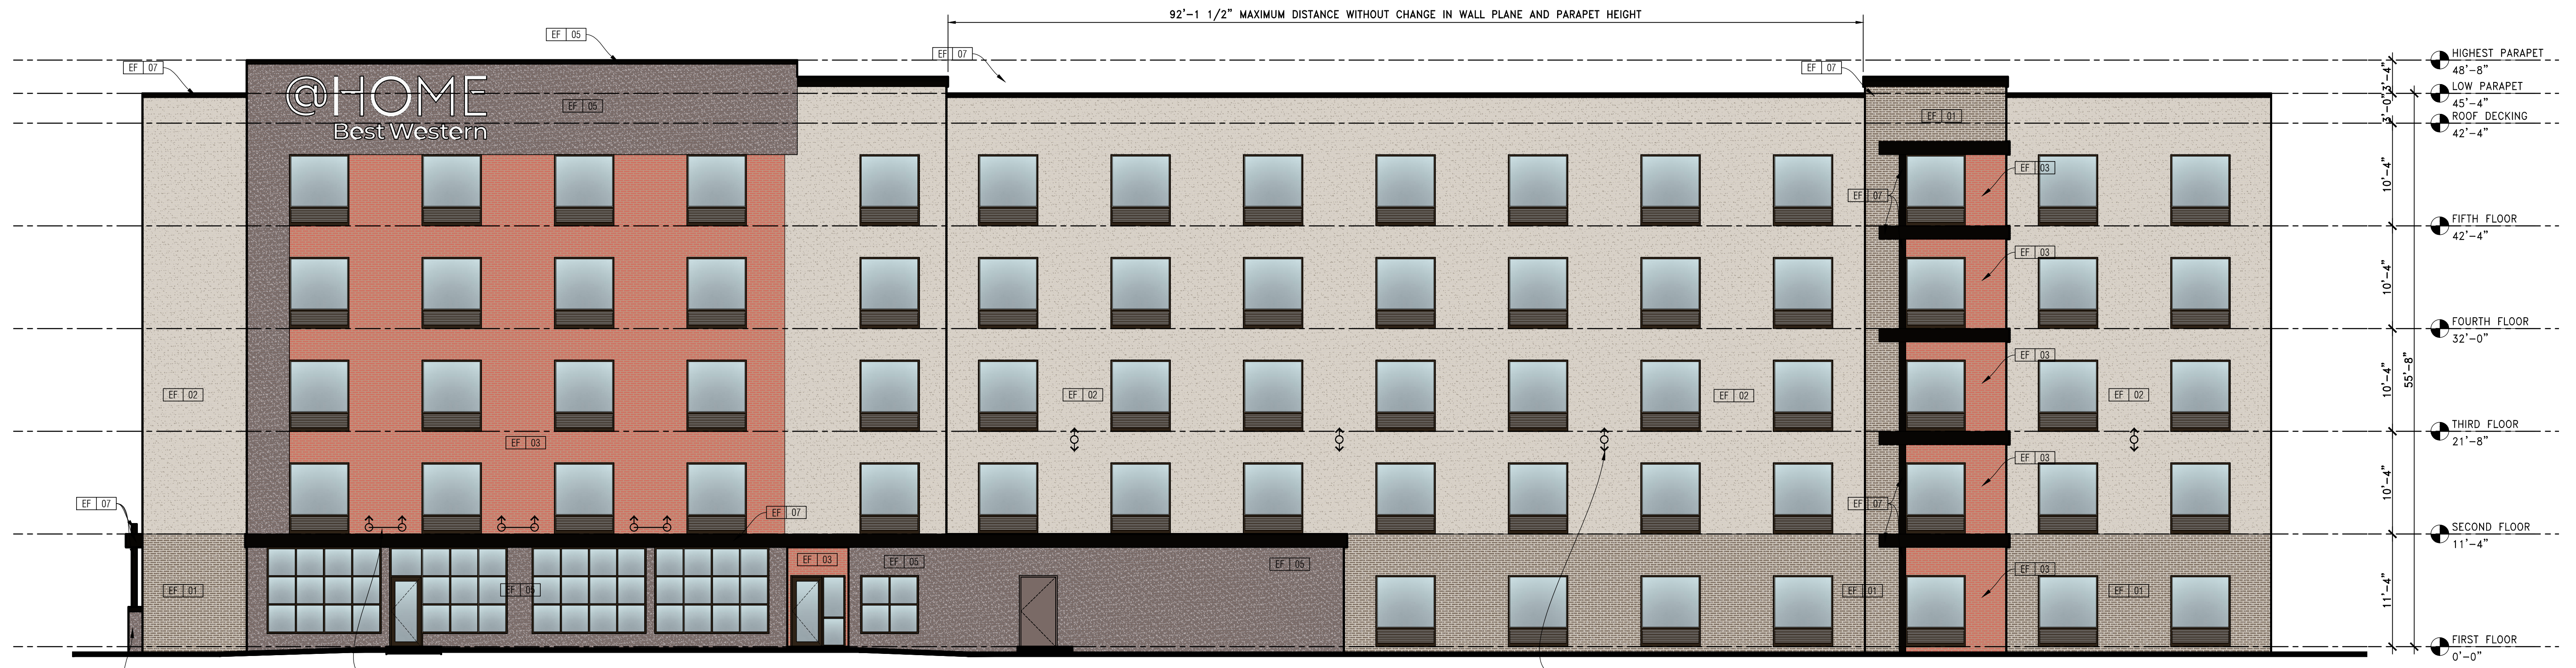 92'-1 1/2" MAXIMUM DISTANCE WITHOUT CHANGE IN WALL PLANE AND PARAPET HEIGHT
EF 05
EF 07
EF 07
EF 07
HIGHEST PARAPET
48'-8"
3'-4"
LOW PARAPET
45'-4"
3'-0"
ROOF DECKING
42'-4"
@HOME
Best Western
EF 05
EF 01
EF 03
EF 07
10'-4"
FIFTH FLOOR
42'-4"
EF 03
10'-4"
FOURTH FLOOR
32'-0"
EF 03
55'-8"
EF 02
EF 02
EF 02
EF 02
10'-4"
THIRD FLOOR
21'-8"
EF 03
EF 03
10'-4"
EF 07
EF 07
EF 07
SECOND FLOOR
11'-4"
EF 03
EF 05
EF 05
EF 03
EF 01
EF 05
EF 01
EF 01
11'-4"
FIRST FLOOR
0'-0"